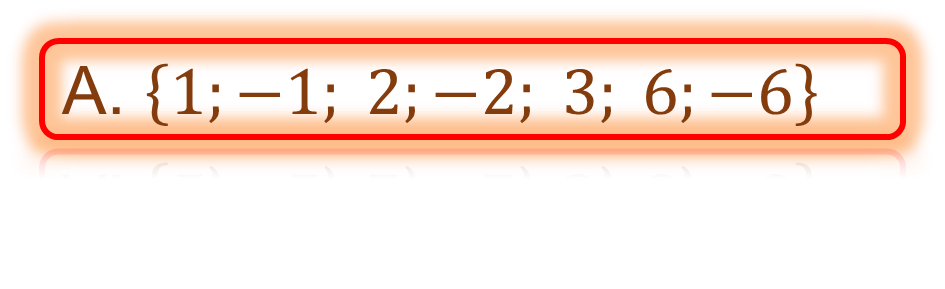 A. {1; −1; 2; −2; 3; 6; −6}